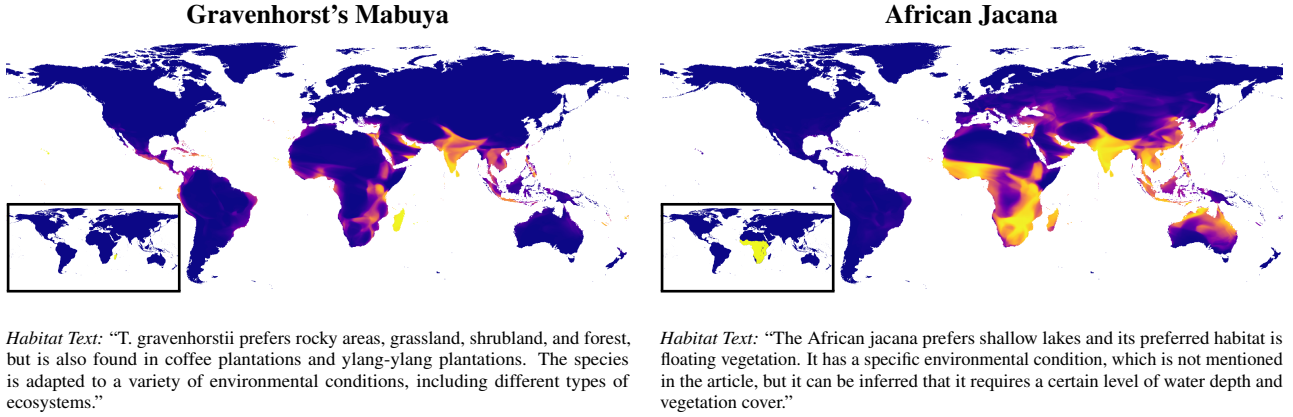 Gravenhorst's Mabuya
Habitat Text: “T. gravenhorstii prefers rocky areas, grassland, shrubland, and forest,
but is also found in coffee plantations and ylang-ylang plantations. The species
is adapted to a variety of environmental conditions, including different types of
ecosystems.”
African Jacana
Habitat Text: “The African jacana prefers shallow lakes and its preferred habitat is
floating vegetation. It has a specific environmental condition, which is not mentioned
in the article, but it can be inferred that it requires a certain level of water depth and
vegetation cover.”